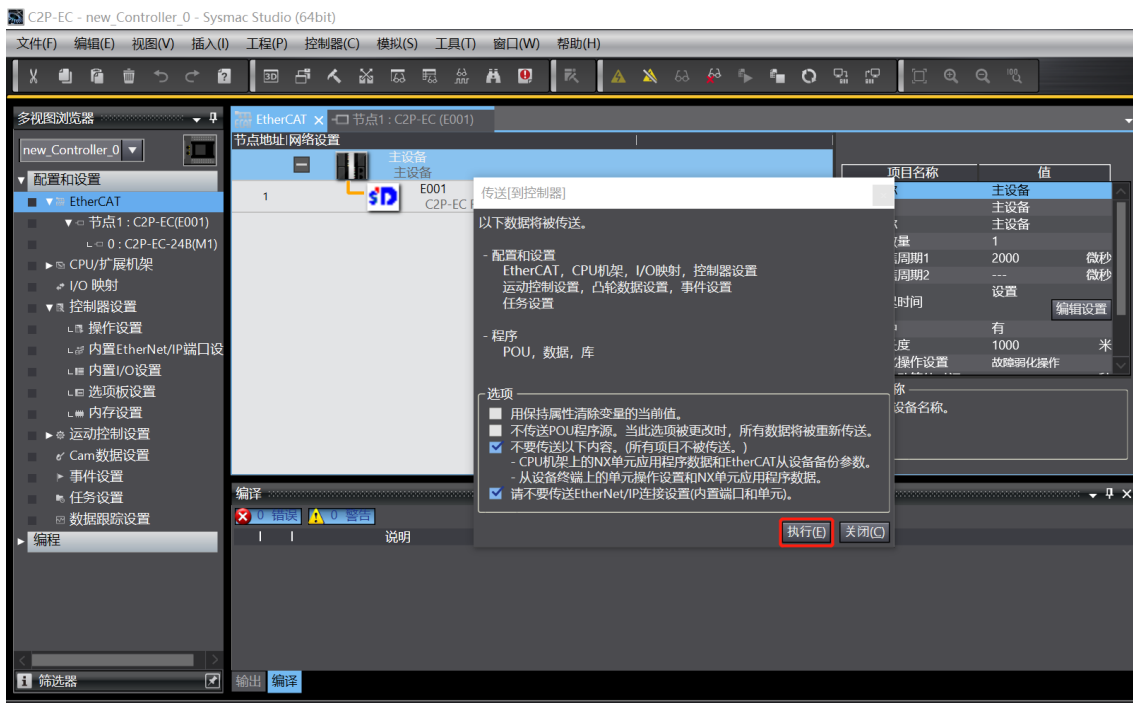 C2P-EC - new_Controller_0 - Sysmac Studio (64bit)
文件(F) 编辑(E) 视图(V) 插入(I) 工程(P) 控制器(C) 模拟(S) 工具(T) 窗口(W) 帮助(H)
多视图浏览器
new_Controller_0
配置和设置
EtherCAT
节点1 : C2P-EC(E001)
0 : C2P-EC-24B(M1)
CPU/扩展机架
I/O 映射
控制器设置
操作设置
内置EtherNet/IP端口设
内置I/O设置
选项板设置
内存设置
运动控制设置
Cam数据设置
事件设置
任务设置
数据跟踪设置
编程
筛选器
EtherCAT 节点1 : C2P-EC (E001)
节点地址 网络设置
主设备
主设备
1 E001
C2P-EC
传送[到控制器]
以下数据将被传送。
- 配置和设置
EtherCAT，CPU机架，I/O映射，控制器设置
运动控制设置，凸轮数据设置，事件设置
任务设置
- 程序
POU，数据，库
选项
用保持属性清除变量的当前值。
不传送POU程序源。当此选项被更改时，所有数据将被重新传送。
不要传送以下内容。(所有项目不被传送。)
- CPU机架上的NX单元应用程序数据和EtherCAT从设备备份参数。
- 从设备终端上的单元操作设置和NX单元应用程序数据。
请不要传送EtherNet/IP连接设置(内置端口和单元)。
执行(E) 关闭(C)
项目名称 值
主设备
主设备
主设备
数量 1
周期1 2000 微秒
周期2 --- 微秒
时间 设置
编辑设置
有
度 1000 米
操作设置 故障弱化操作
称
设备名称。
编译
0 错误 0 警告
说明
输出 编译